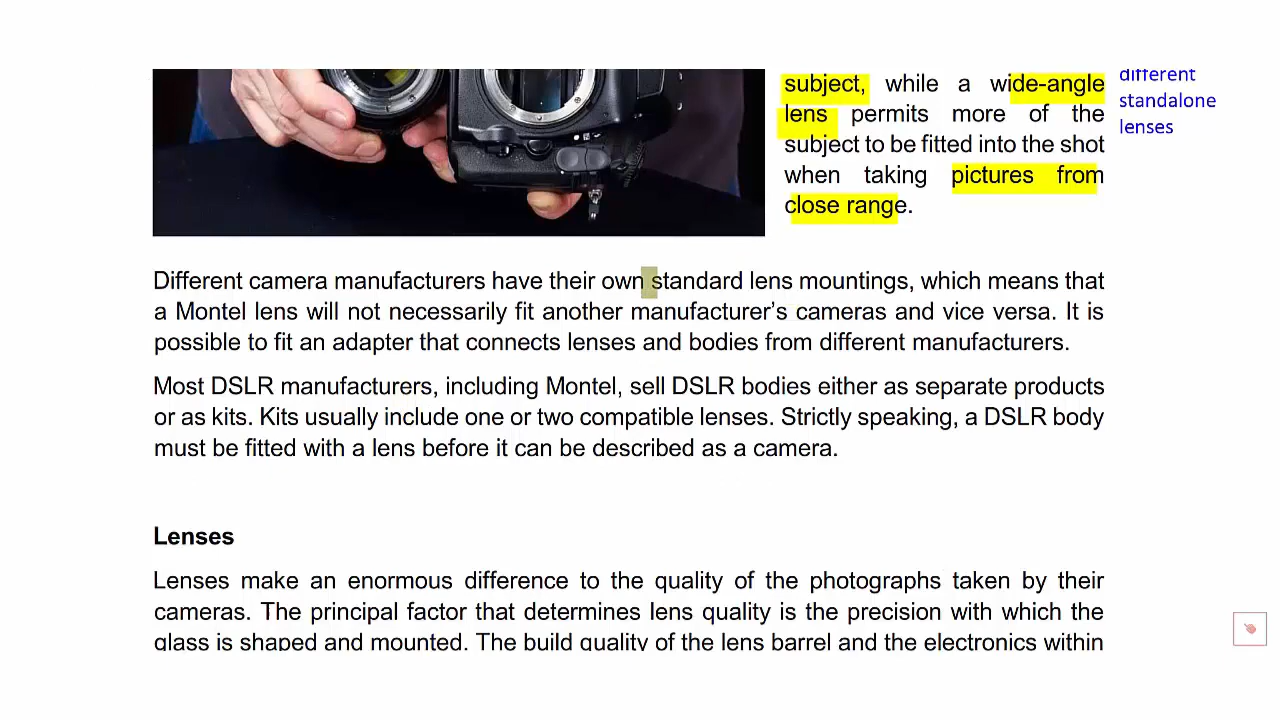 subject, while a wide-angle
lens permits more of the
subject to be fitted into the shot
when taking pictures from
close range.
different
standalone
lenses
Different camera manufacturers have their own standard lens mountings, which means that
a Montel lens will not necessarily fit another manufacturer’s cameras and vice versa. It is
possible to fit an adapter that connects lenses and bodies from different manufacturers.
Most DSLR manufacturers, including Montel, sell DSLR bodies either as separate products
or as kits. Kits usually include one or two compatible lenses. Strictly speaking, a DSLR body
must be fitted with a lens before it can be described as a camera.
Lenses
Lenses make an enormous difference to the quality of the photographs taken by their
cameras. The principal factor that determines lens quality is the precision with which the
glass is shaped and mounted. The build quality of the lens barrel and the electronics within